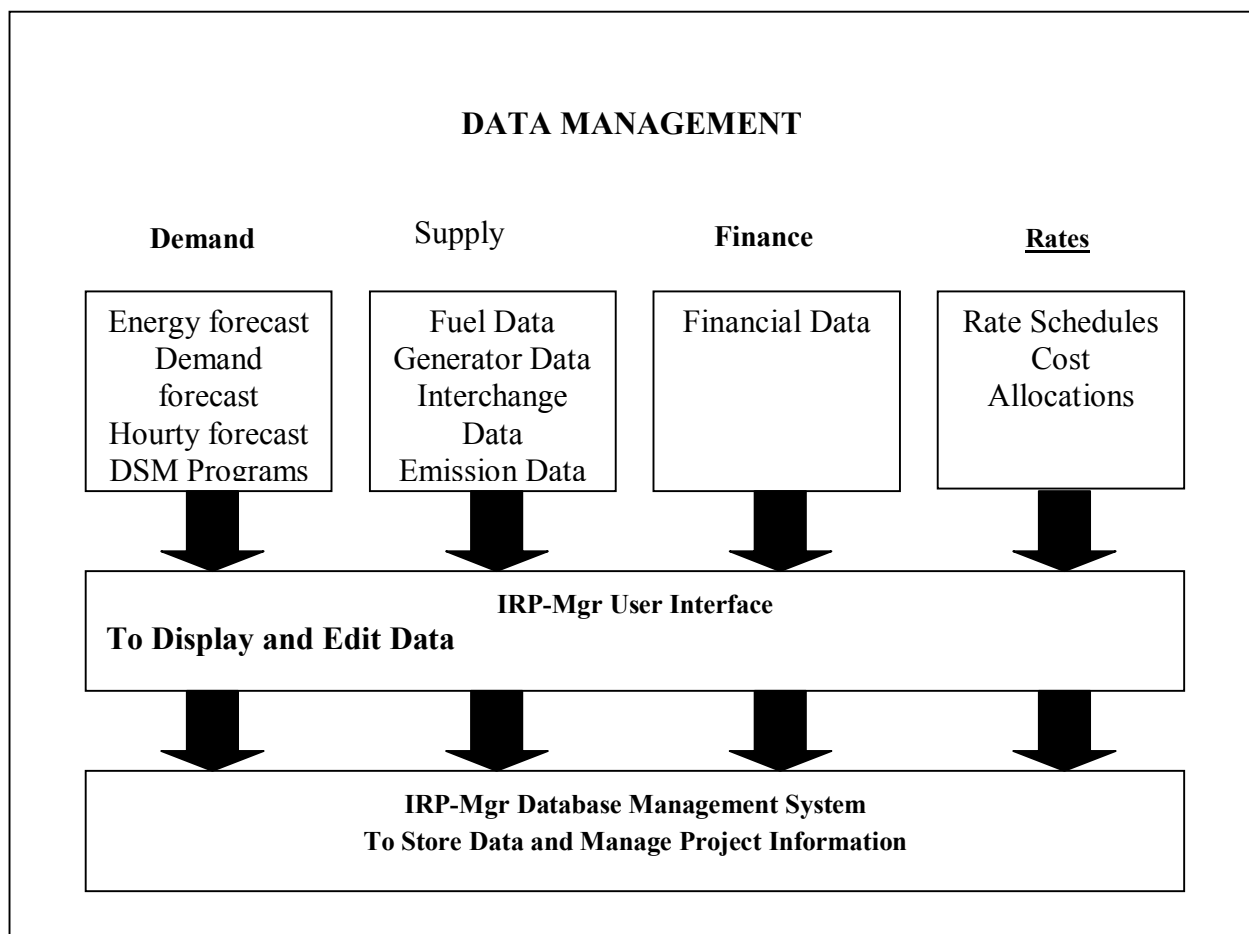 DATA MANAGEMENT
Demand
Supply
Finance
Rates
Energy forecast
Demand
forecast
Hourty forecast
DSM Programs
Fuel Data
Generator Data
Interchange
Data
Emission Data
Financial Data
Rate Schedules
Cost
Allocations
IRP-Mgr User Interface
To Display and Edit Data
IRP-Mgr Database Management System
To Store Data and Manage Project Information